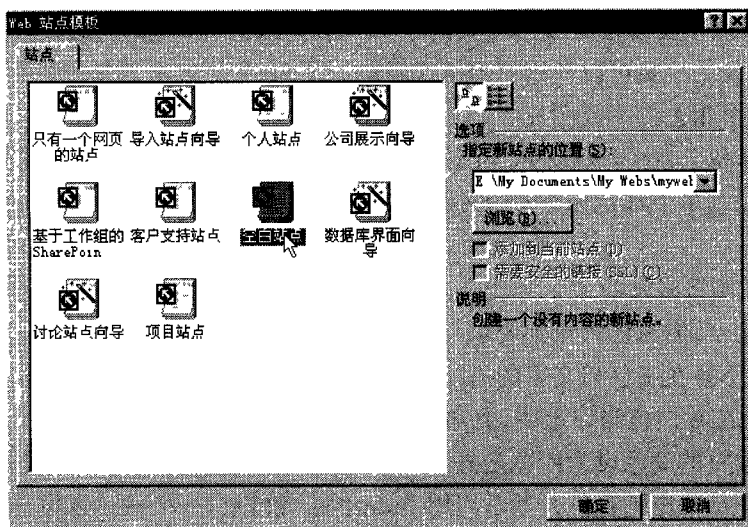 Web 站点模板
站点
只有一个网页的站点
导入站点向导
个人站点
公司展示向导
基于工作组的 SharePoin
客户支持站点
空白站点
数据库界面向导
讨论站点向导
项目站点
选项
指定新站点的位置(S):
E \My Documents\My Webs\mywel
浏览(B)...
添加到当前站点(A)
需要安全的链接(SSL)(C)
说明
创建一个没有内容的新站点。
确定
取消